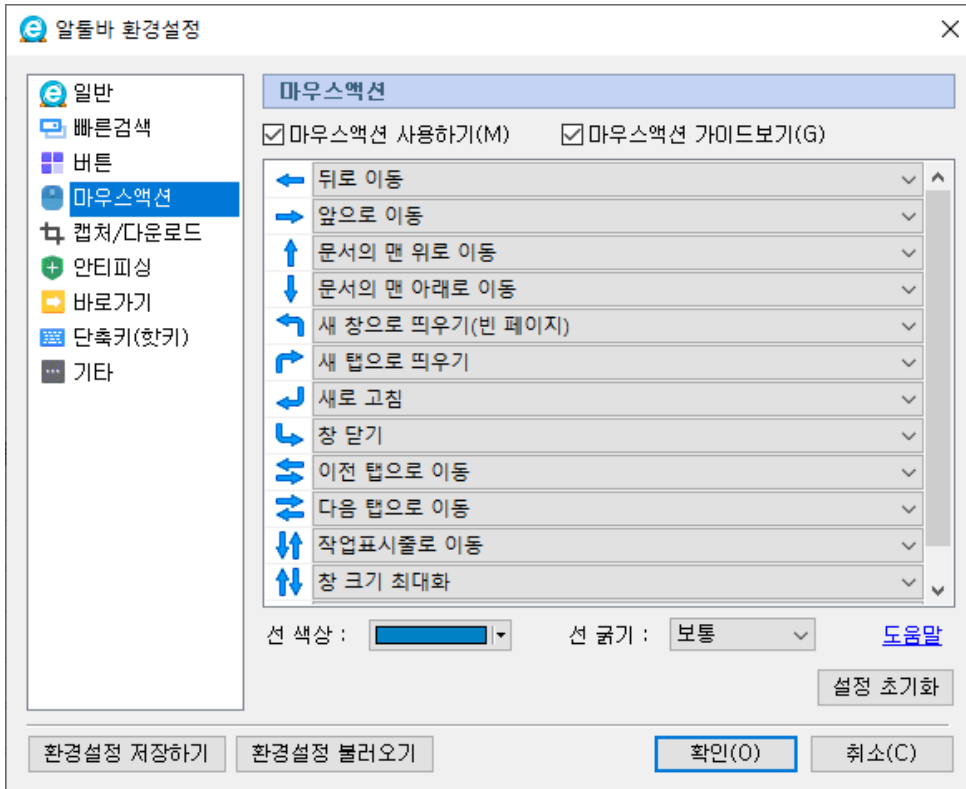 알툴바 환경설정
일반
빠른검색
버튼
마우스액션
캡처/다운로드
안티피싱
바로가기
단축키(핫키)
기타
마우스액션
마우스액션 사용하기(M) 마우스액션 가이드보기(G)
뒤로 이동
앞으로 이동
문서의 맨 위로 이동
문서의 맨 아래로 이동
새 창으로 띄우기(빈 페이지)
새 탭으로 띄우기
새로 고침
창 닫기
이전 탭으로 이동
다음 탭으로 이동
작업표시줄로 이동
창 크기 최대화
선 색상 : 선 굵기 : 보통 도움말
설정 초기화
환경설정 저장하기 환경설정 불러오기 확인(O) 취소(C)